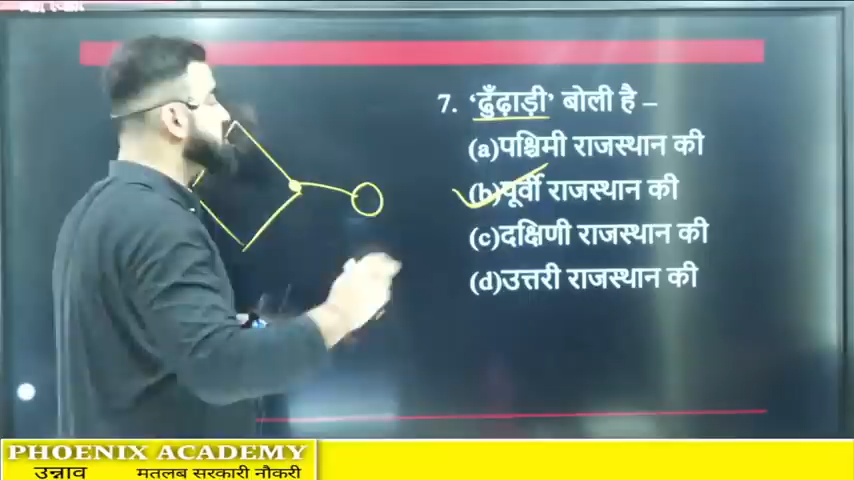 7. ‘ढुँढ़ाड़ी’ बोली है –
(a)पश्चिमी राजस्थान की
(b)पूर्वी राजस्थान की
(c)दक्षिणी राजस्थान की
(d)उत्तरी राजस्थान की
PHOENIX ACADEMY
उन्नाव मतलब सरकारी नौकरी